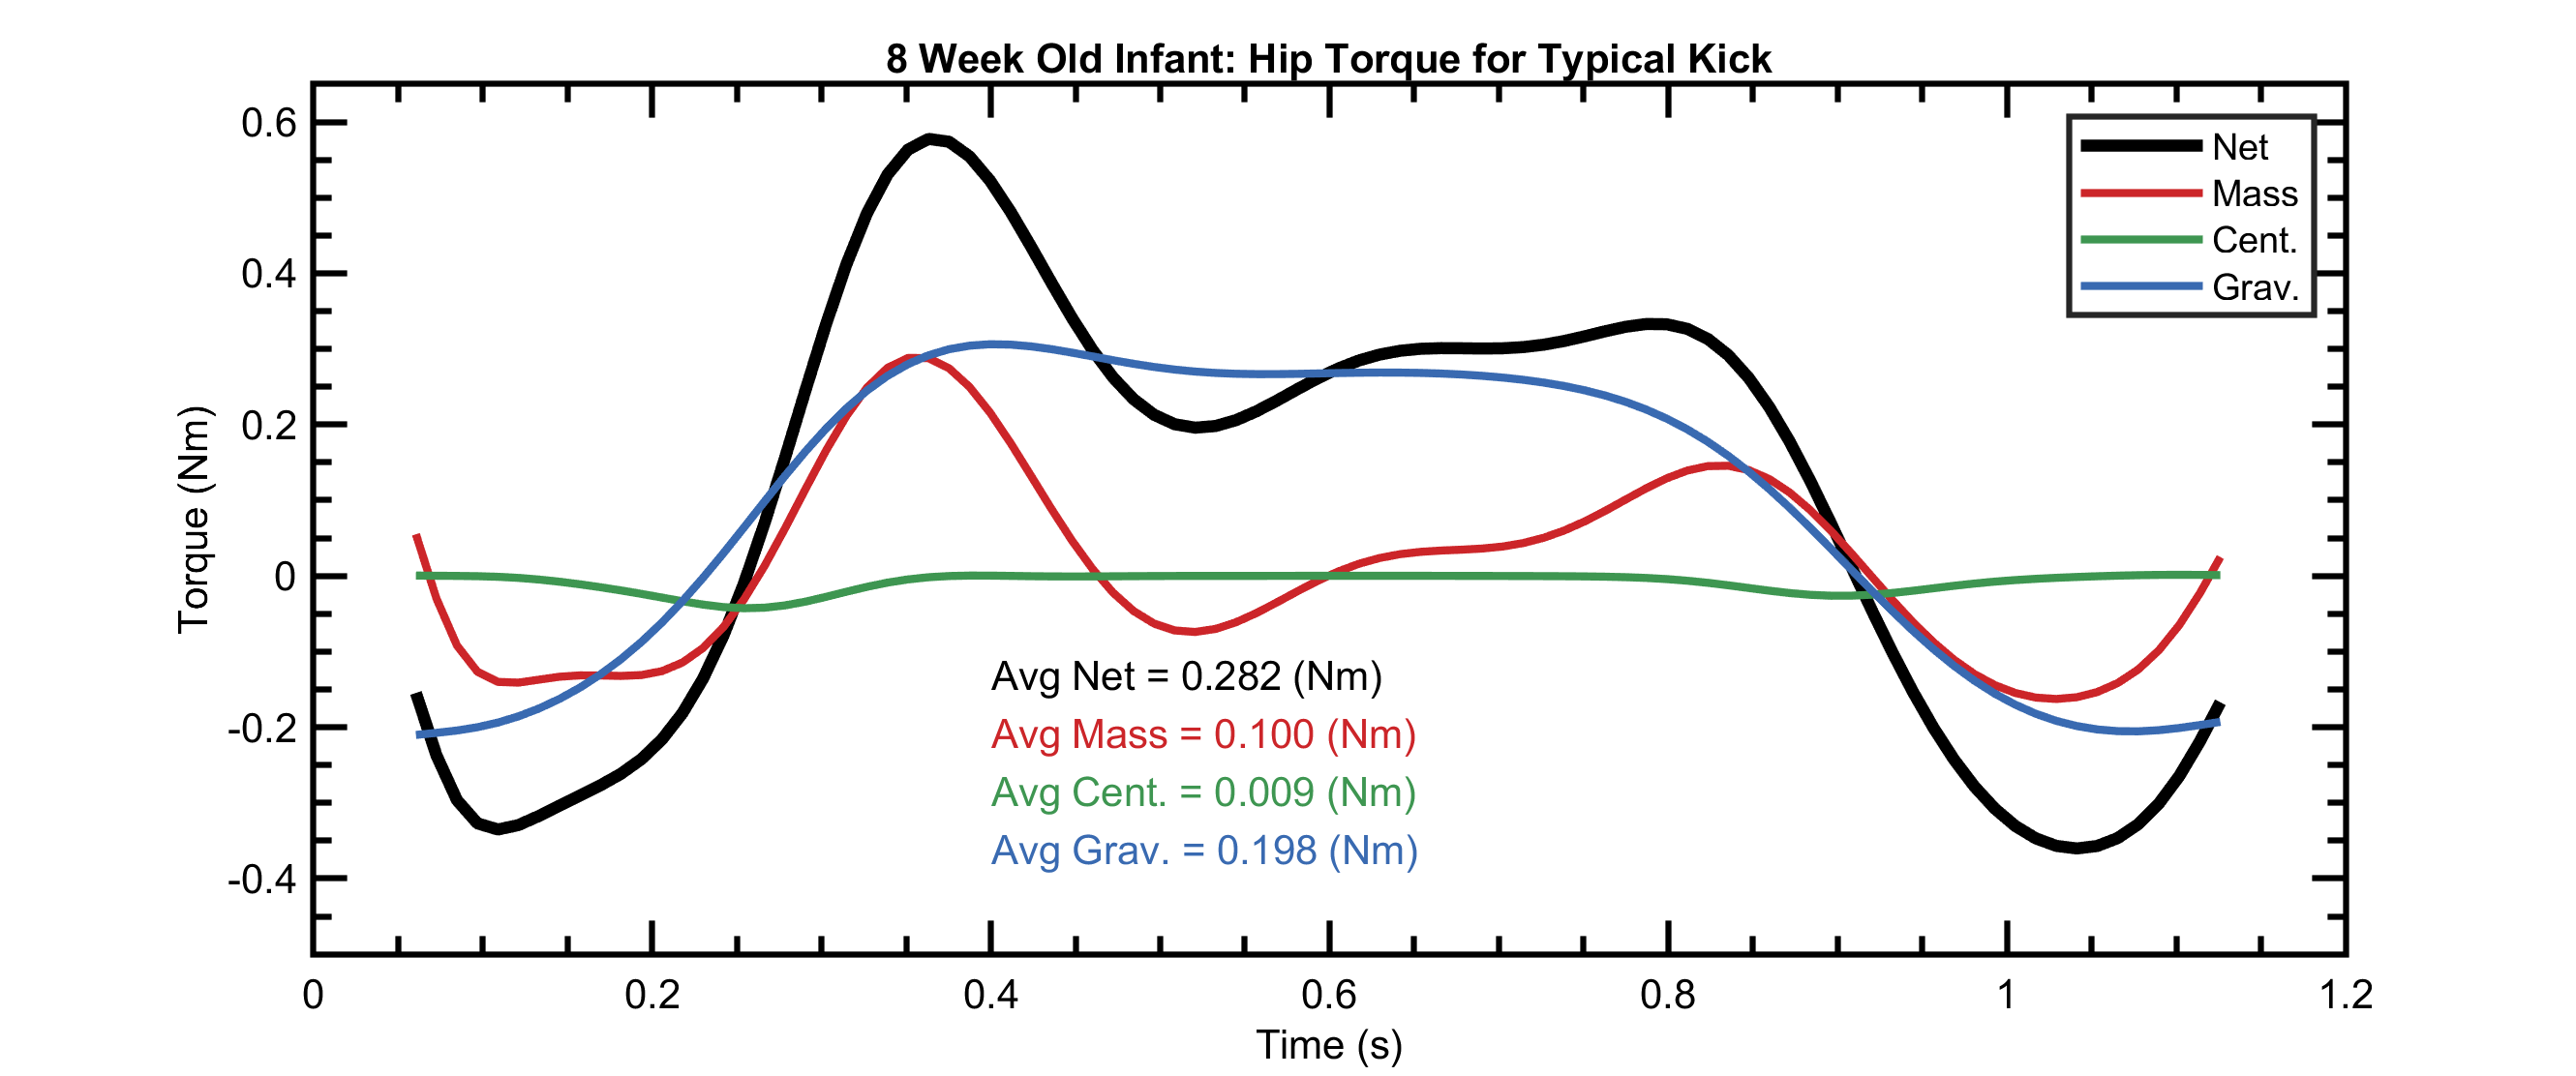 8 Week Old Infant: Hip Torque for Typical Kick
0.6
0.4
0.2
0
-0.2
-0.4
Torque (Nm)
Net
Mass
Cent.
Grav.
Avg Net = 0.282 (Nm)
Avg Mass = 0.100 (Nm)
Avg Cent. = 0.009 (Nm)
Avg Grav. = 0.198 (Nm)
0 0.2 0.4 0.6 0.8 1 1.2
Time (s)